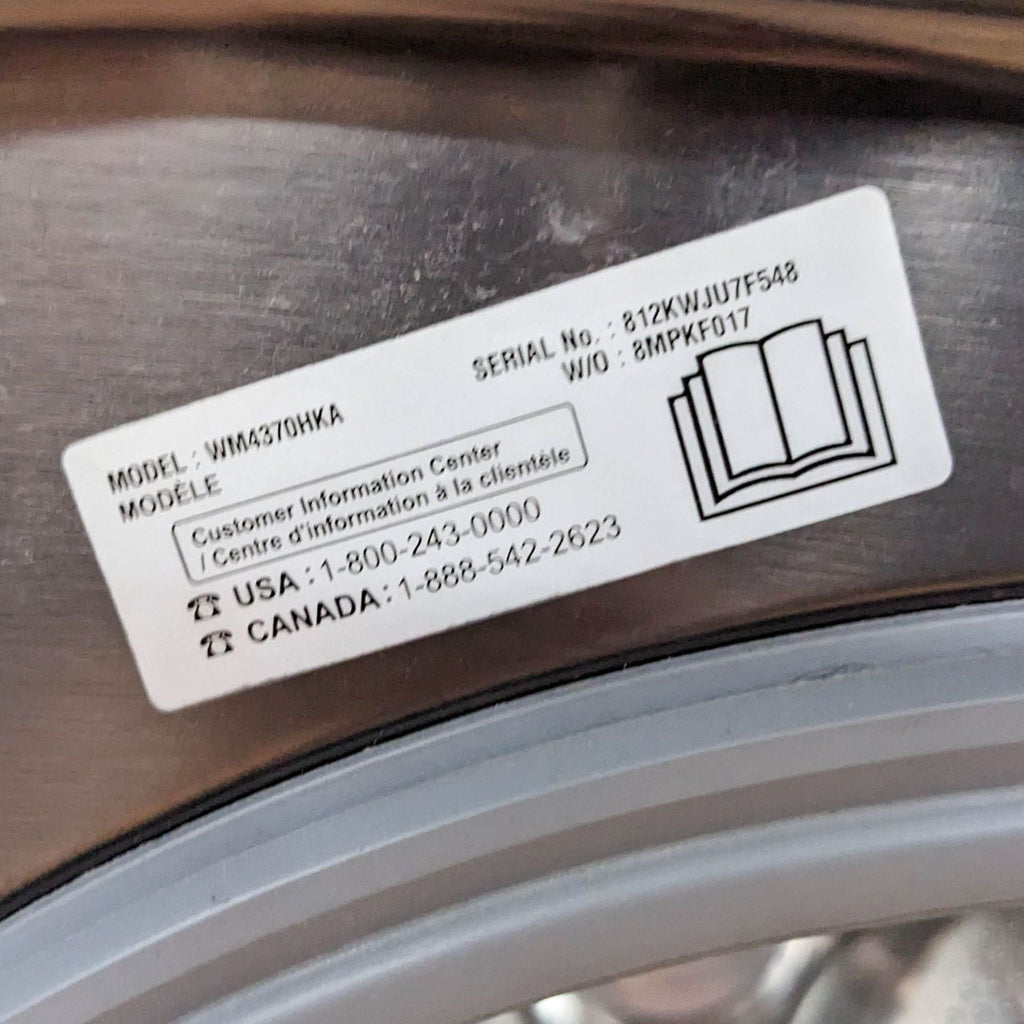 SERIAL No. : 812KWJU7F548
W/O : 8MPKF017
MODEL : WM4370HKA
MODÈLE
Customer Information Center
/ Centre d'information à la clientèle
☎ USA : 1-800-243-0000
☎ CANADA : 1-888-542-2623